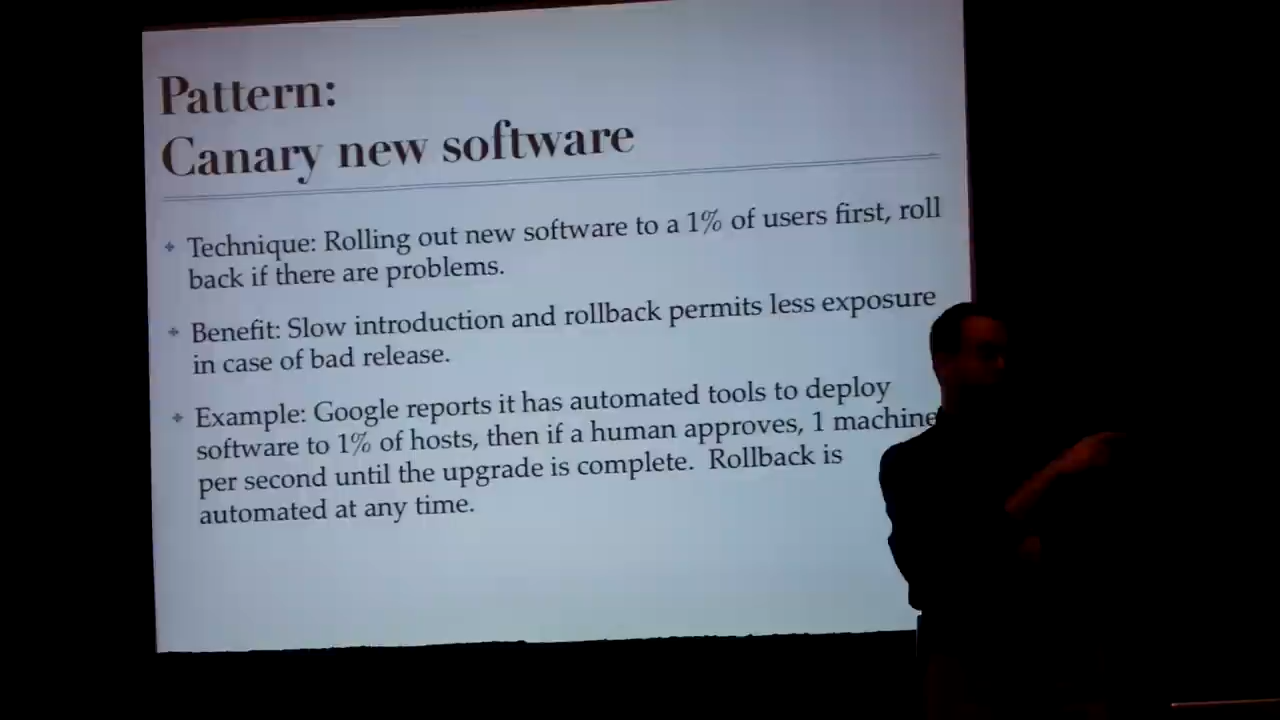 Pattern:
Canary new software
Technique: Rolling out new software to a 1% of users first, roll
back if there are problems.
Benefit: Slow introduction and rollback permits less exposure
in case of bad release.
Example: Google reports it has automated tools to deploy
software to 1% of hosts, then if a human approves, 1 machine
per second until the upgrade is complete.  Rollback is
automated at any time.